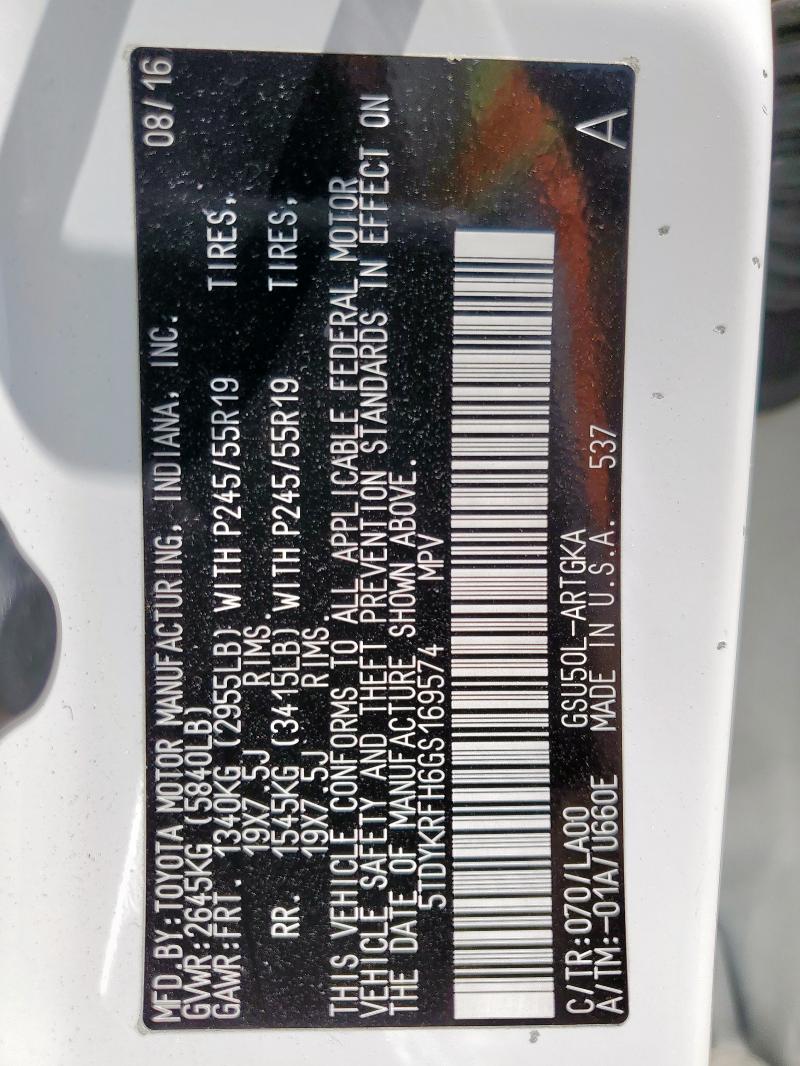 MFD.BY:TOYOTA MOTOR MANUFACTURING, INDIANA, INC. 08/16
GVWR:2645KG (5840LB)
GAWR:FRT. 1340KG (2955LB) WITH P245/55R19 TIRES,
19X7.5J RIMS
RR. 1545KG (3415LB) WITH P245/55R19 TIRES,
19X7.5J RIMS.
THIS VEHICLE CONFORMS TO ALL APPLICABLE FEDERAL MOTOR
VEHICLE SAFETY AND THEFT PREVENTION STANDARDS IN EFFECT ON
THE DATE OF MANUFACTURE SHOWN ABOVE.
5TDYKRFH6GS169574 MPV
C/TR:070/LA00 GSU50L-ARTGKA
A/TM:-01A/U660E MADE IN U.S.A. 537 A